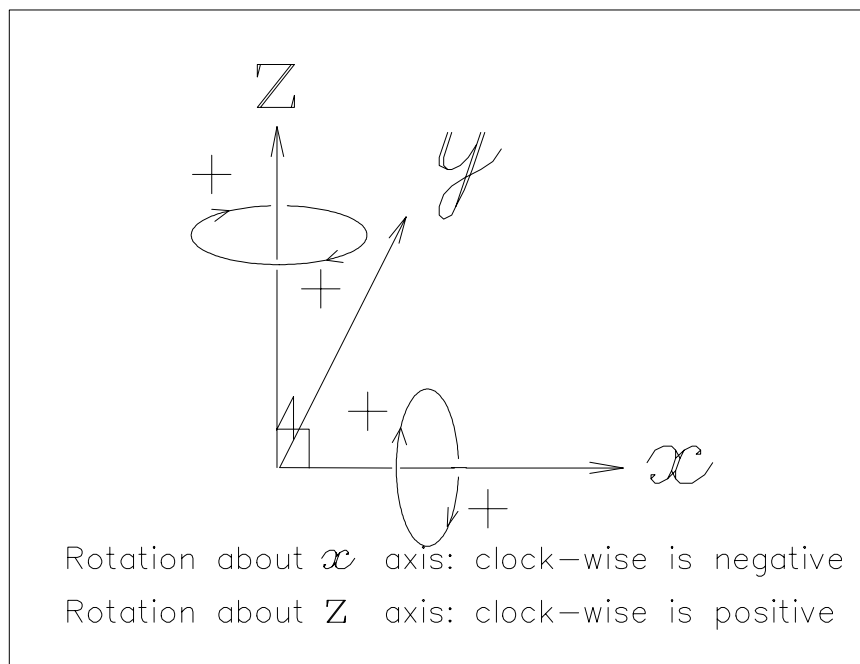 Z
y
+
+
+
x
+
Rotation about x axis: clock-wise is negative
Rotation about Z axis: clock-wise is positive